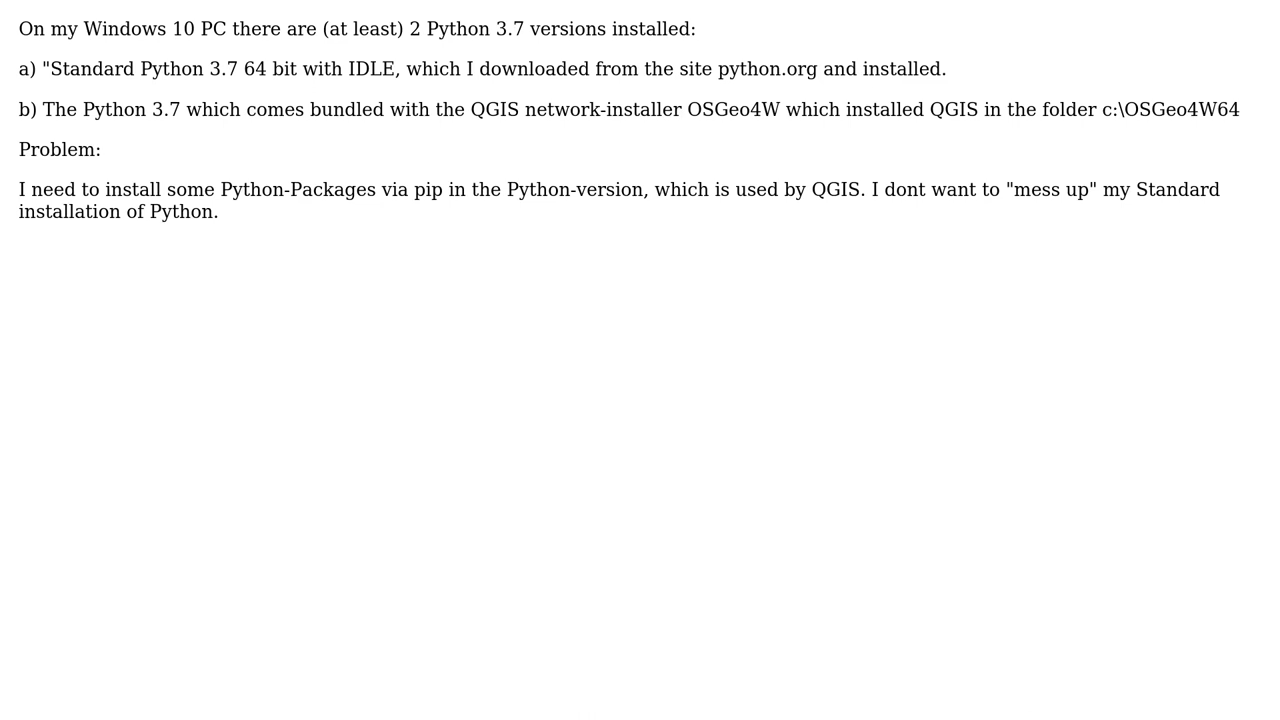 On my Windows 10 PC there are (at least) 2 Python 3.7 versions installed:
a) "Standard Python 3.7 64 bit with IDLE, which I downloaded from the site python.org and installed.
b) The Python 3.7 which comes bundled with the QGIS network-installer OSGeo4W which installed QGIS in the folder c:\OSGeo4W64
Problem:
I need to install some Python-Packages via pip in the Python-version, which is used by QGIS. I dont want to "mess up" my Standard
installation of Python.